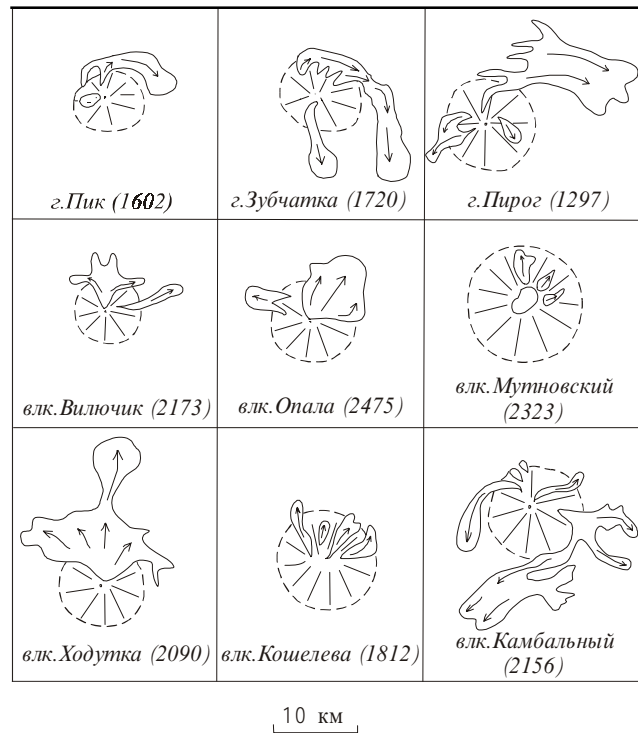 г.Пик (1602)
г.Зубчатка (1720)
г.Пирог (1297)
влк.Вилючик (2173)
влк.Опала (2475)
влк.Мутновский
(2323)
влк.Ходутка (2090)
влк.Кошелева (1812)
влк.Камбальный
(2156)
10 км